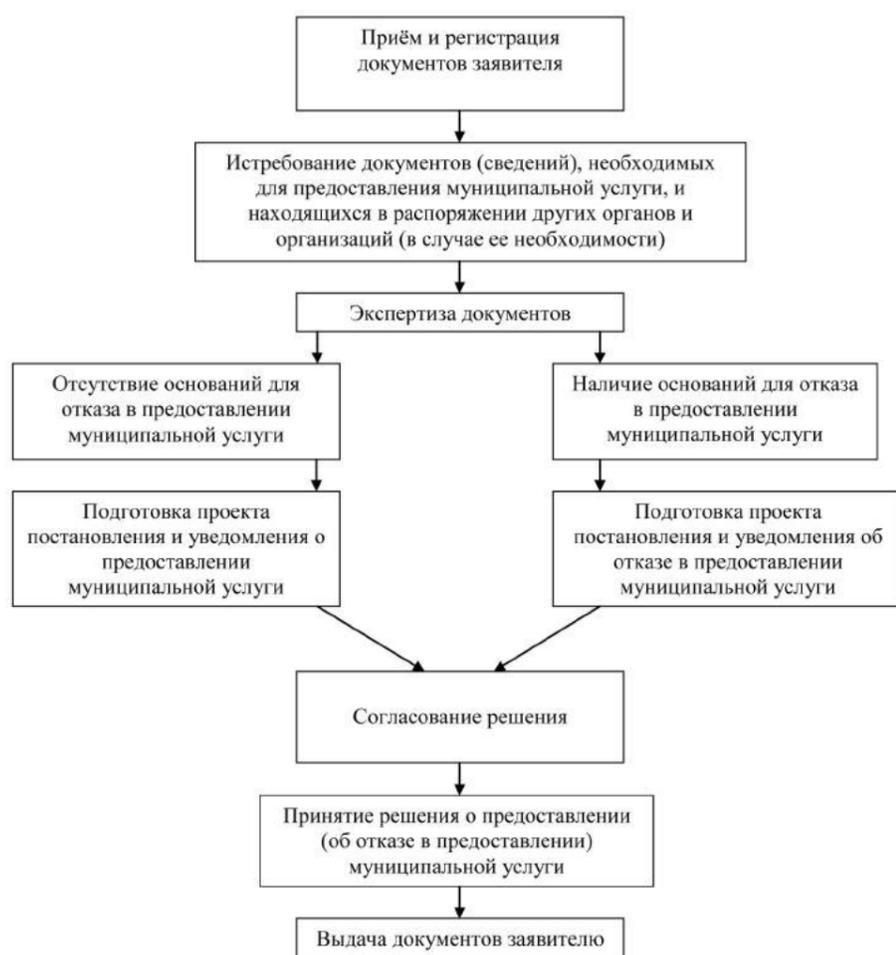 Приём и регистрация
документов заявителя
Истребование документов (сведений), необходимых
для предоставления муниципальной услуги, и
находящихся в распоряжении других органов и
организаций (в случае ее необходимости)
Экспертиза документов
Отсутствие оснований для
отказа в предоставлении
муниципальной услуги
Наличие оснований для отказа
в предоставлении
муниципальной услуги
Подготовка проекта
постановления и уведомления о
предоставлении
муниципальной услуги
Подготовка проекта
постановления и уведомления об
отказе в предоставлении
муниципальной услуги
Согласование решения
Принятие решения о предоставлении
(об отказе в предоставлении)
муниципальной услуги
Выдача документов заявителю